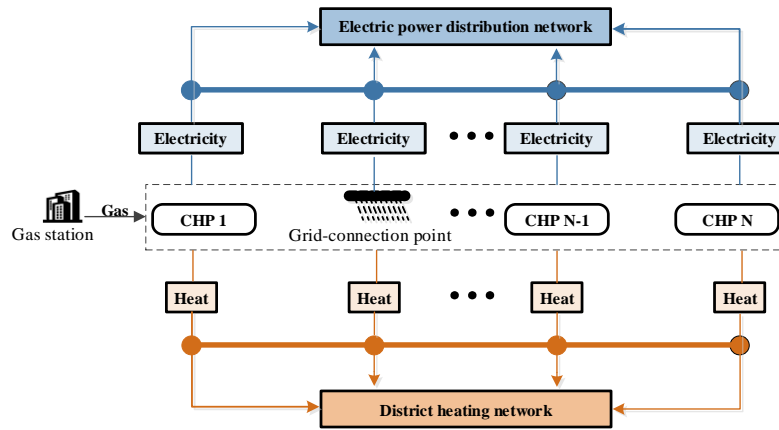 Electric power distribution network
Electricity
Electricity
Electricity
Electricity
Gas
CHP 1
CHP N-1
CHP N
Gas station
Grid-connection point
Heat
Heat
Heat
Heat
District heating network